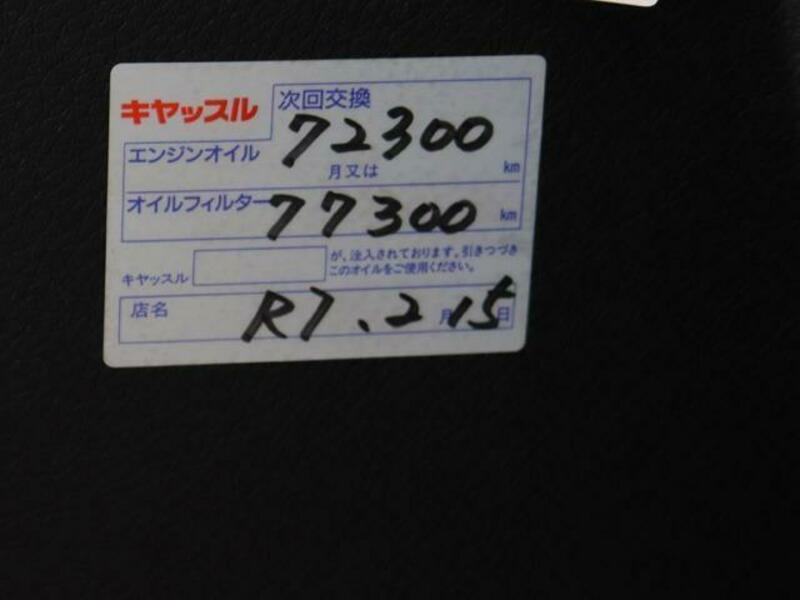 キャッスル
次回交換
72300
エンジンオイル
月又は
km
オイルフィルター
77300
km
キャッスル
が、注入されております。引きつづき
このオイルをご使用ください。
店名
R7.2月15日